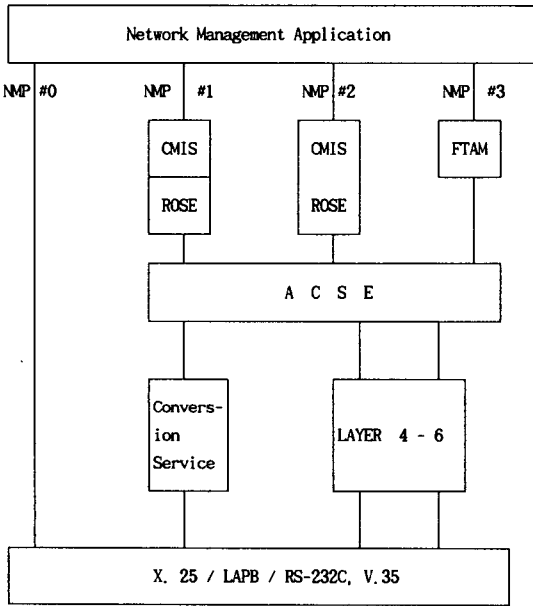 Network Management Application
NMP #0 NMP #1 NMP #2 NMP #3
CMIS CMIS FTAM
ROSE ROSE
A C S E
Convers-
ion
Service
LAYER 4 - 6
X. 25 / LAPB / RS-232C, V.35